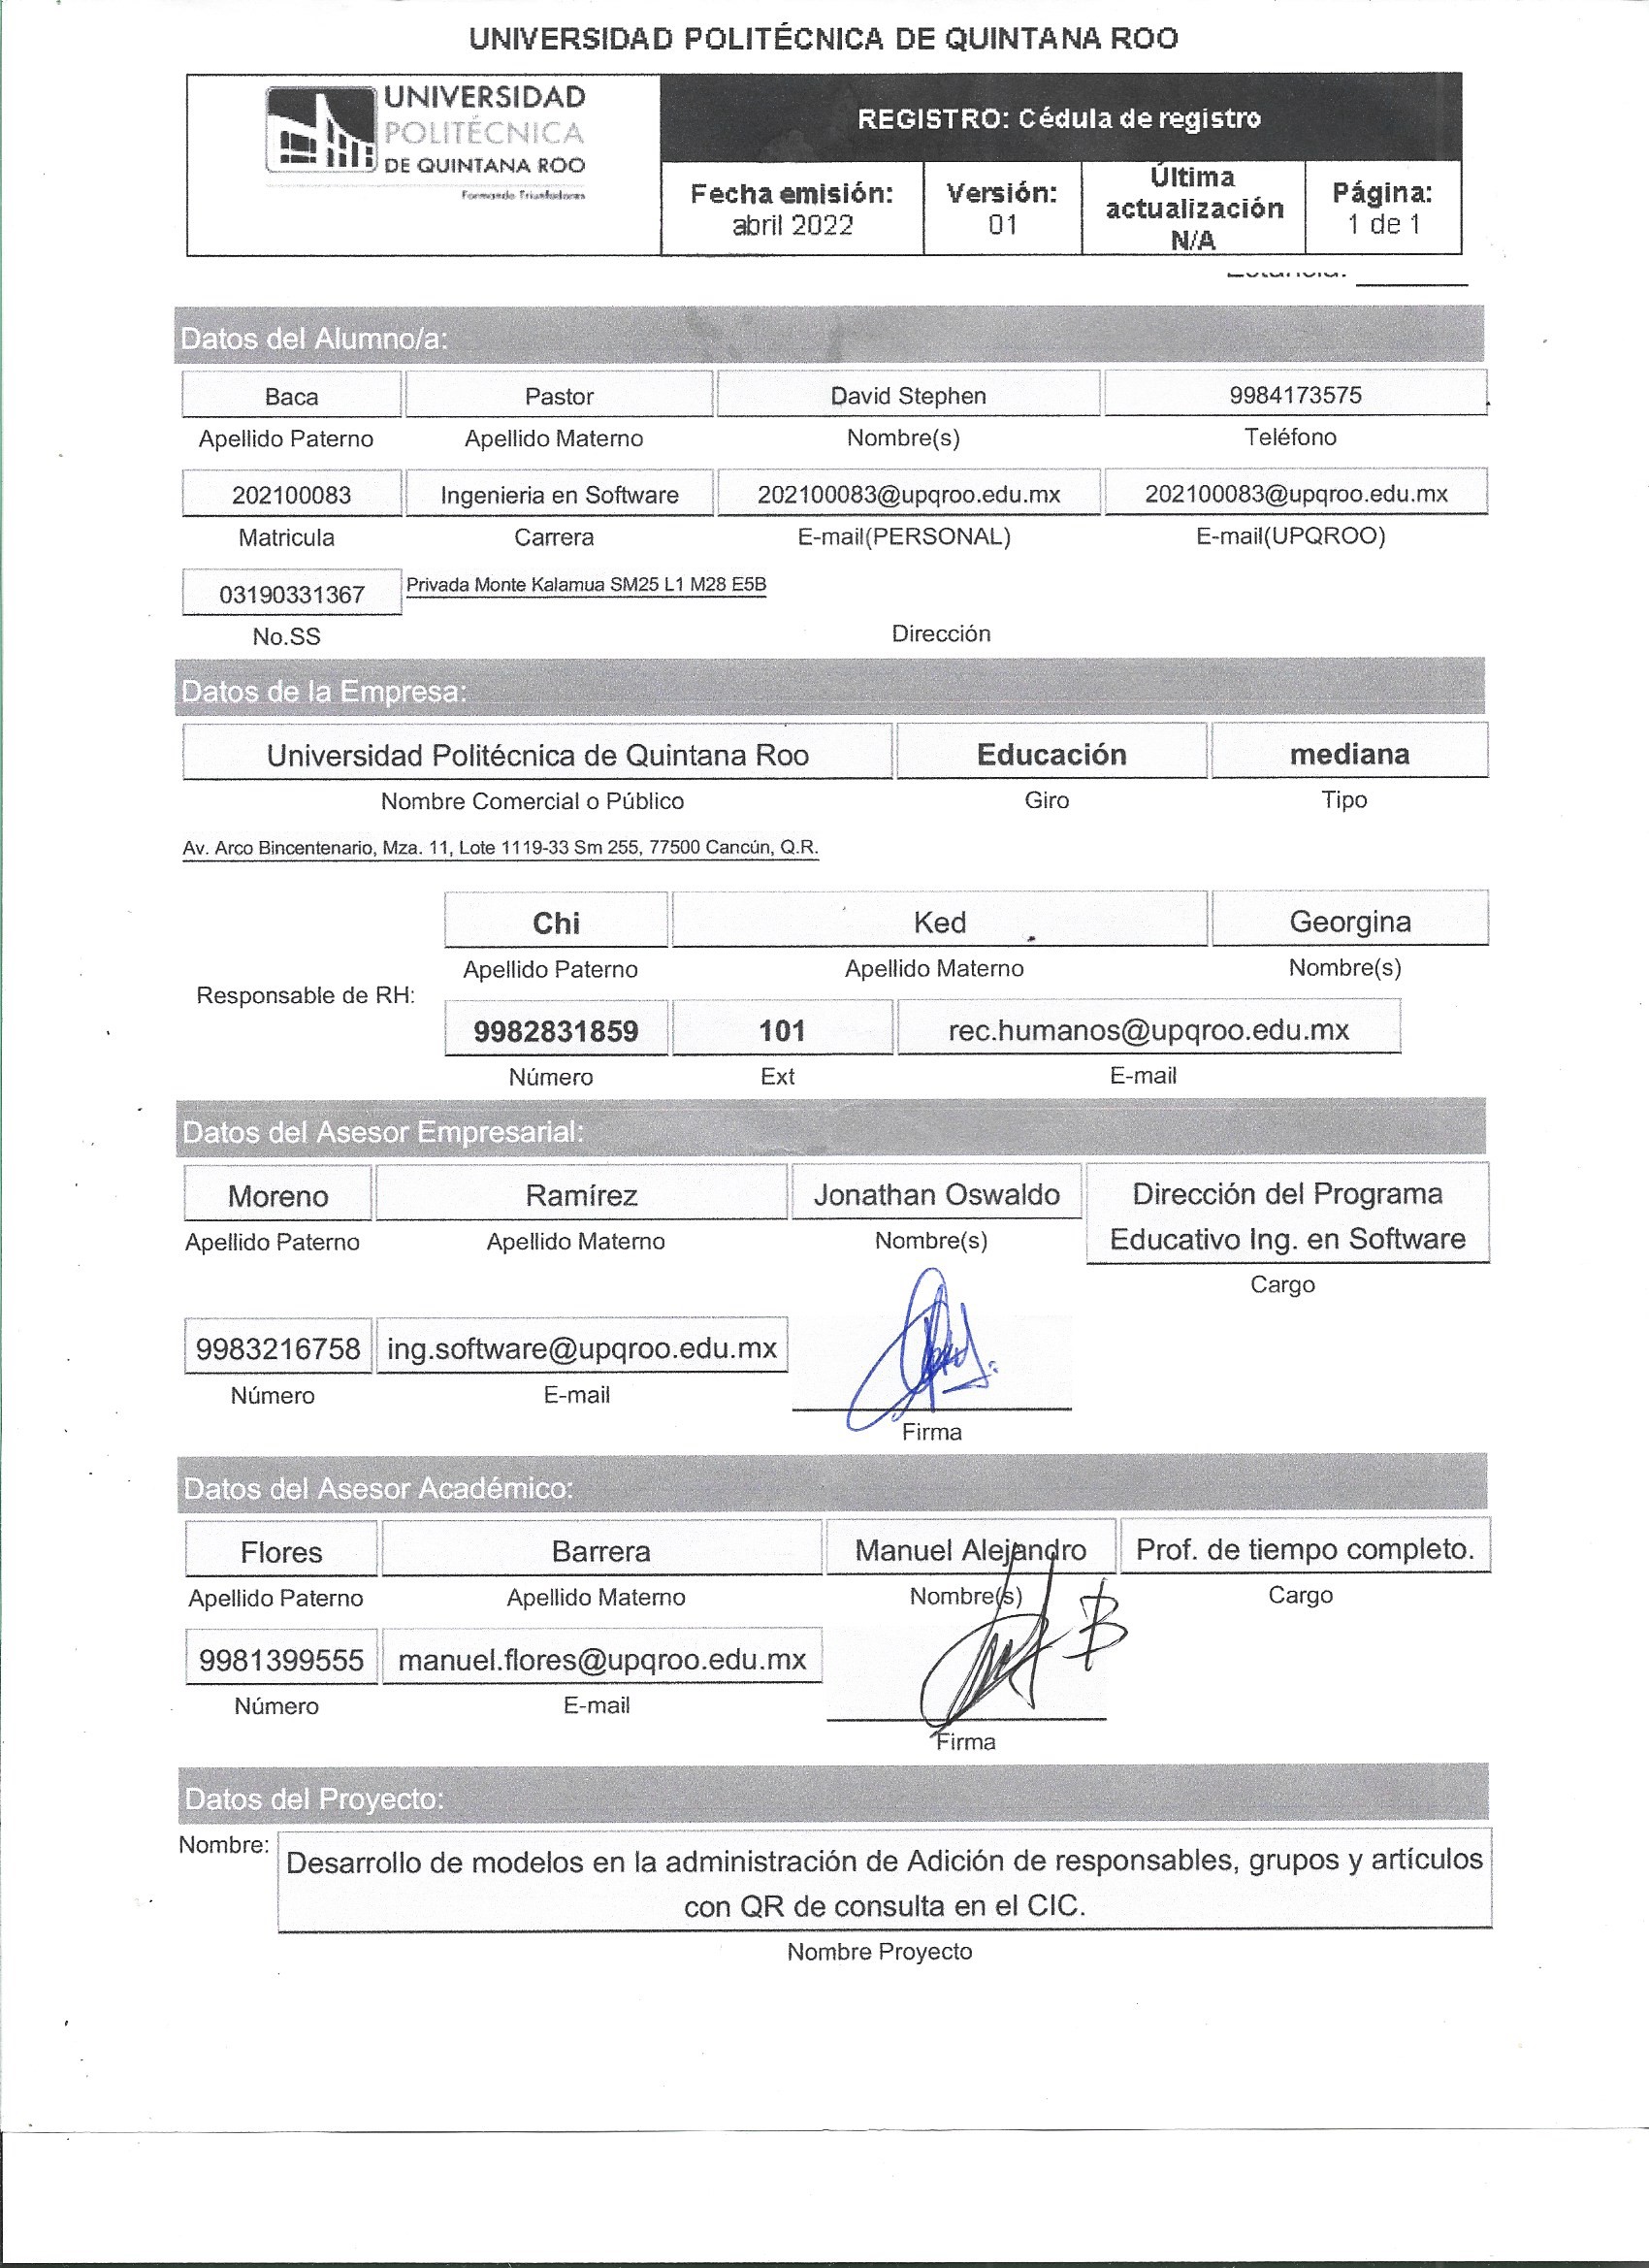 UNIVERSIDAD POLITÉCNICA DE QUINTANA ROO
UNIVERSIDAD
POLITÉCNICA
DE QUINTANA ROO
Formando Triunfadores
REGISTRO: Cédula de registro
Fecha emisión:
abril 2022
Versión:
01
Última
actualización
N/A
Página:
1 de 1
Datos del Alumno/a:
Baca Pastor David Stephen 9984173575
Apellido Paterno Apellido Materno Nombre(s) Teléfono
202100083 Ingenieria en Software 202100083@upqroo.edu.mx 202100083@upqroo.edu.mx
Matricula Carrera E-mail(PERSONAL) E-mail(UPQROO)
03190331367 Privada Monte Kalamua SM25 L1 M28 E5B
No.SS Dirección
Datos de la Empresa:
Universidad Politécnica de Quintana Roo Educación mediana
Nombre Comercial o Público Giro Tipo
Av. Arco Bincentenario, Mza. 11, Lote 1119-33 Sm 255, 77500 Cancún, Q.R.
Chi Ked Georgina
Apellido Paterno Apellido Materno Nombre(s)
Responsable de RH:
9982831859 101 rec.humanos@upqroo.edu.mx
Número Ext E-mail
Datos del Asesor Empresarial:
Moreno Ramírez Jonathan Oswaldo Dirección del Programa
Educativo Ing. en Software
Apellido Paterno Apellido Materno Nombre(s)
Cargo
9983216758 ing.software@upqroo.edu.mx
Número E-mail
Firma
Datos del Asesor Académico:
Flores Barrera Manuel Alejandro Prof. de tiempo completo.
Apellido Paterno Apellido Materno Nombre(s) Cargo
9981399555 manuel.flores@upqroo.edu.mx
Número E-mail
Firma
Datos del Proyecto:
Nombre:
Desarrollo de modelos en la administración de Adición de responsables, grupos y artículos
con QR de consulta en el CIC.
Nombre Proyecto